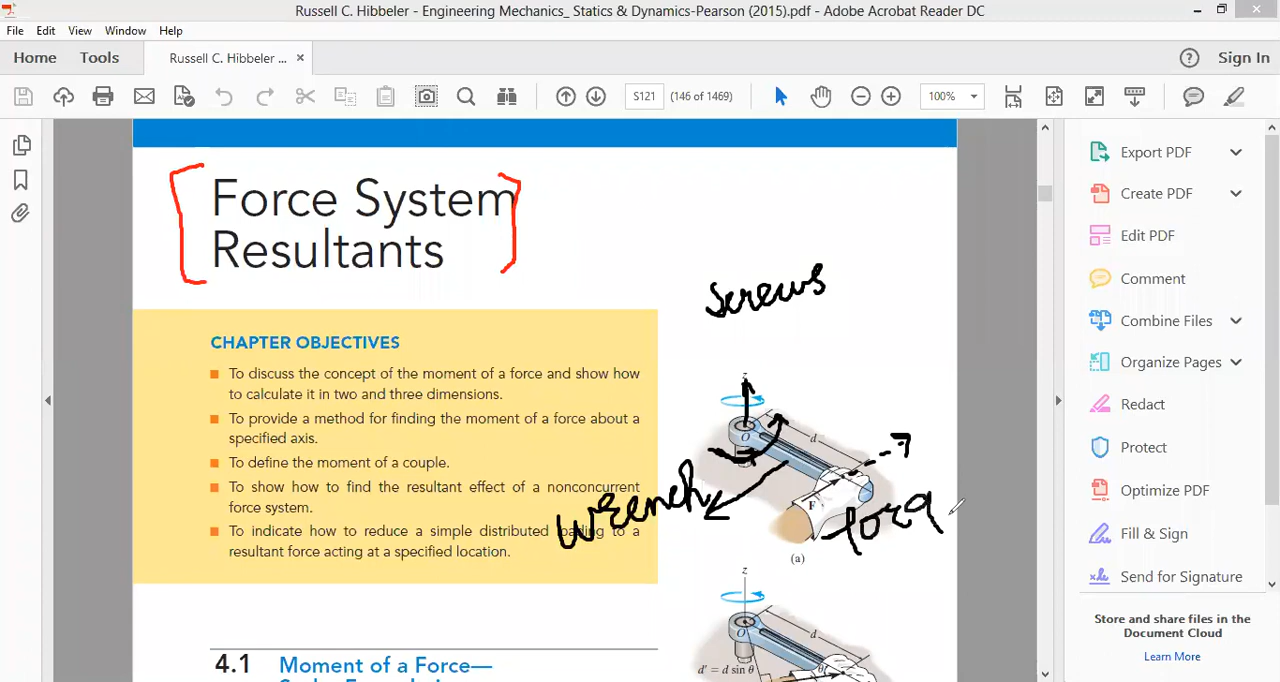 Russell C. Hibbeler - Engineering Mechanics_ Statics & Dynamics-Pearson (2015).pdf - Adobe Acrobat Reader DC
File Edit View Window Help
Home Tools Russell C. Hibbeler ... × ? Sign In
S121 (146 of 1469) 100%
Force System
Resultants
screws
CHAPTER OBJECTIVES
To discuss the concept of the moment of a force and show how
to calculate it in two and three dimensions.
To provide a method for finding the moment of a force about a
specified axis.
To define the moment of a couple.
To show how to find the resultant effect of a nonconcurrent
force system.
To indicate how to reduce a simple distributed loading to a
resultant force acting at a specified location.
z
O
d
F
wrench
(a)
z
O
d
d' = d sin θ
θ
4.1 Moment of a Force—
Export PDF
Create PDF
Edit PDF
Comment
Combine Files
Organize Pages
Redact
Protect
Optimize PDF
Fill & Sign
Send for Signature
Store and share files in the
Document Cloud
Learn More